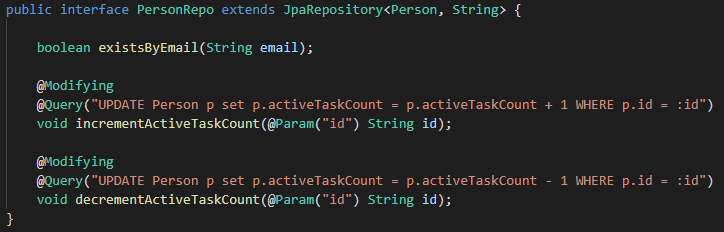 public interface PersonRepo extends JpaRepository<Person, String> {
boolean existsByEmail(String email);
@Modifying
@Query("UPDATE Person p set p.activeTaskCount = p.activeTaskCount + 1 WHERE p.id = :id")
void incrementActiveTaskCount(@Param("id") String id);
@Modifying
@Query("UPDATE Person p set p.activeTaskCount = p.activeTaskCount - 1 WHERE p.id = :id")
void decrementActiveTaskCount(@Param("id") String id);
}